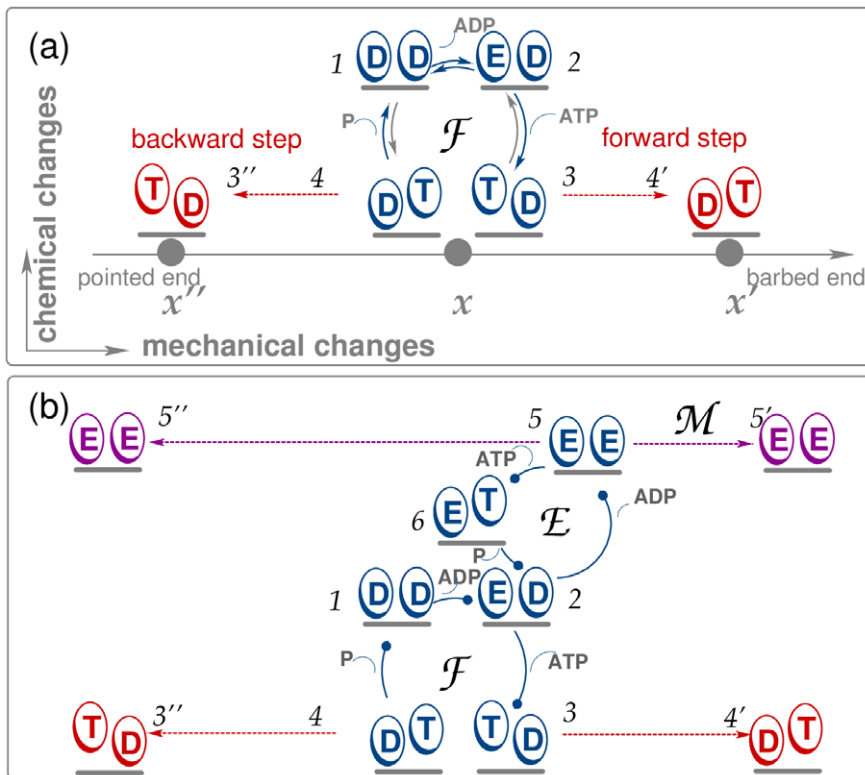 (a)
1 D D ADP E D 2
P ATP
ℱ
backward step forward step
T D 3'' 4 D T T D 3 4' D T
pointed end barbed end
x'' x x'
chemical changes
mechanical changes
(b)
E E 5'' 5 E E ℳ 5' E E
ATP
6 E T ℰ ADP
P
ADP
1 D D E D 2
P ℱ ATP
T D 3'' 4 D T T D 3 4' D T